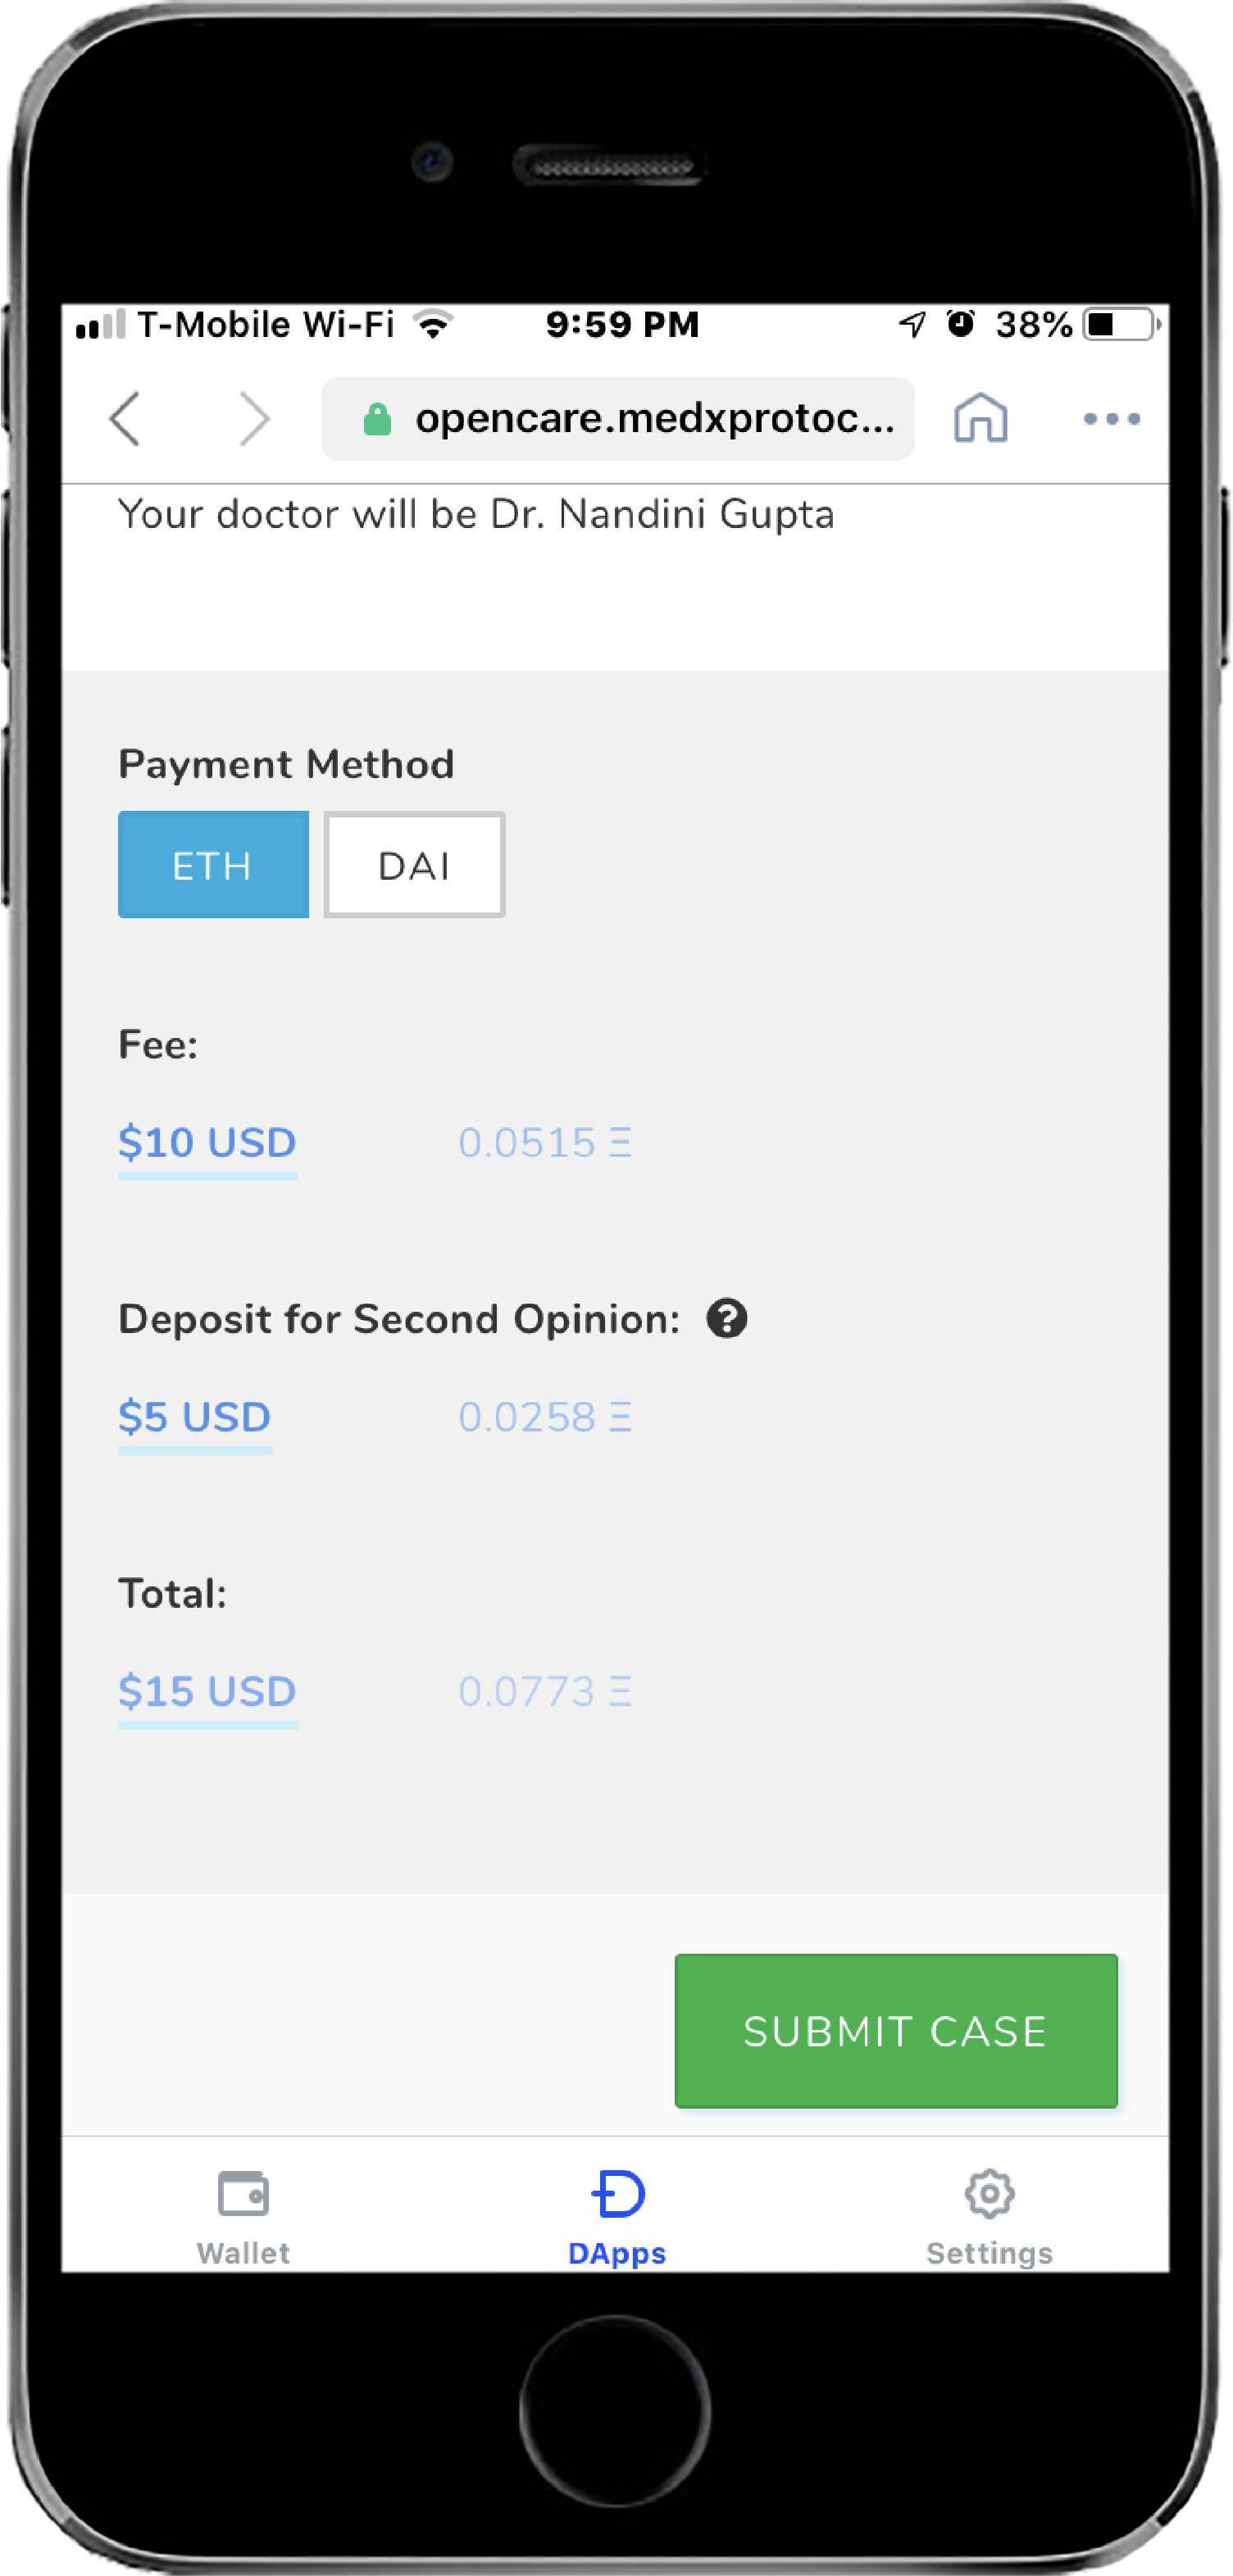 T-Mobile Wi-Fi 9:59 PM 38%
opencare.medxprotoc...
Your doctor will be Dr. Nandini Gupta
Payment Method
ETH DAI
Fee:
$10 USD 0.0515 Ξ
Deposit for Second Opinion: ?
$5 USD 0.0258 Ξ
Total:
$15 USD 0.0773 Ξ
SUBMIT CASE
Wallet DApps Settings